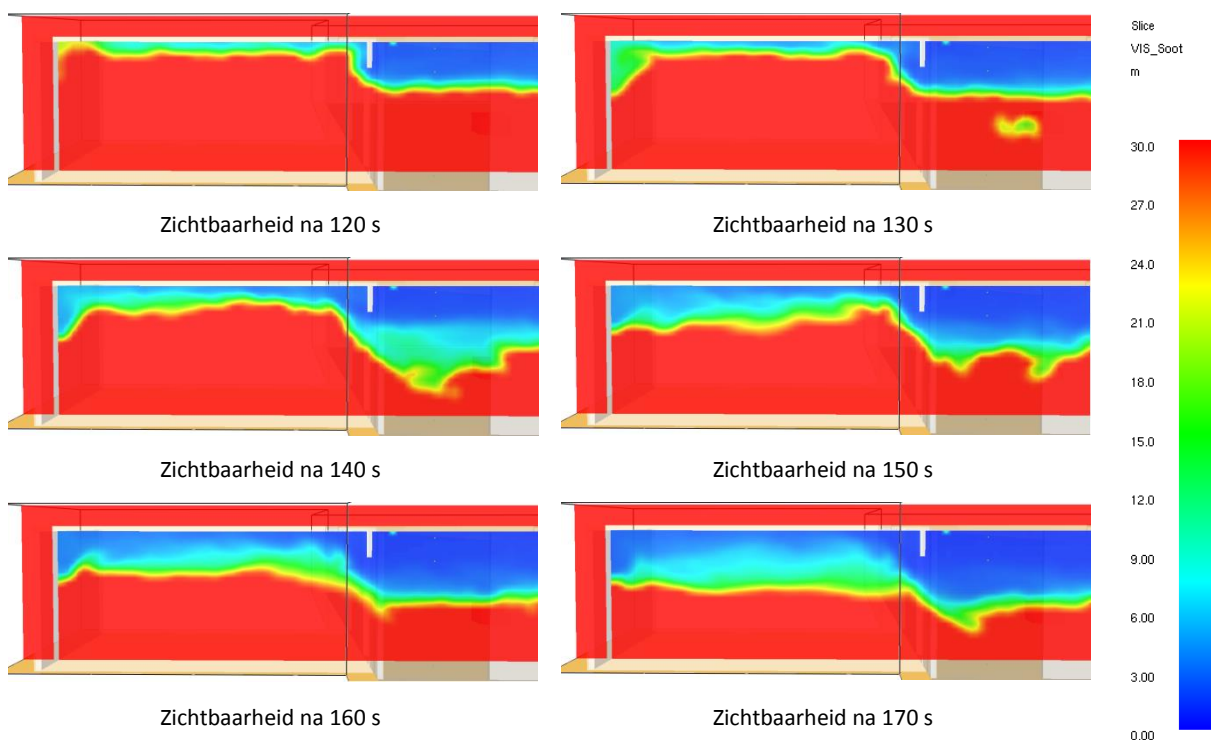 Slice
VIS_Soot
m
30.0
27.0
24.0
21.0
18.0
15.0
12.0
9.00
6.00
3.00
0.00
Zichtbaarheid na 120 s
Zichtbaarheid na 130 s
Zichtbaarheid na 140 s
Zichtbaarheid na 150 s
Zichtbaarheid na 160 s
Zichtbaarheid na 170 s